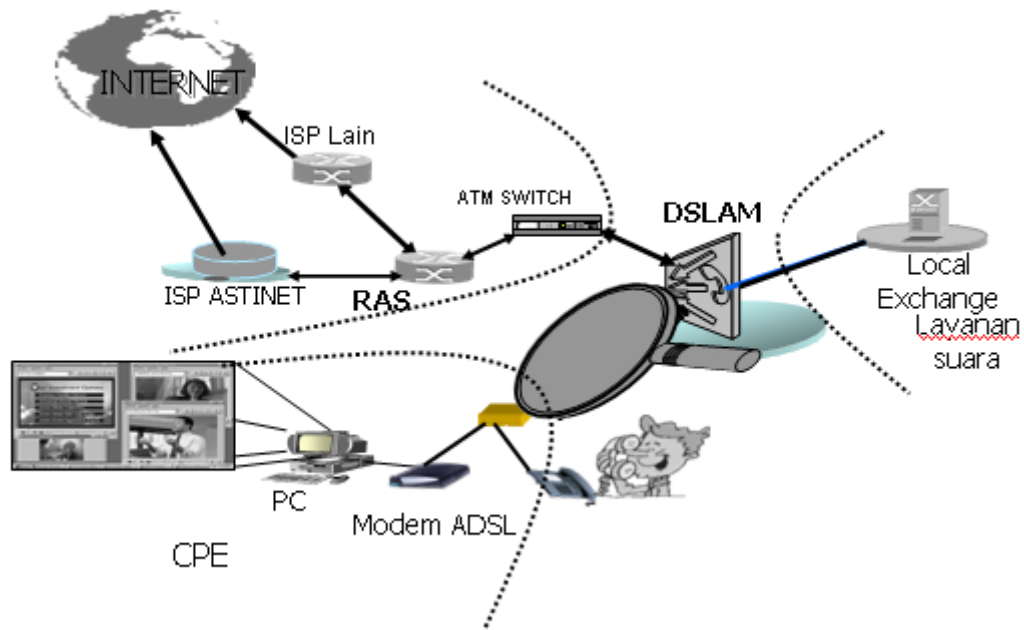 INTERNET
ISP Lain
ATM SWITCH
DSLAM
Local
Exchange
Layanan
suara
ISP ASTINET
RAS
PC
Modem ADSL
CPE